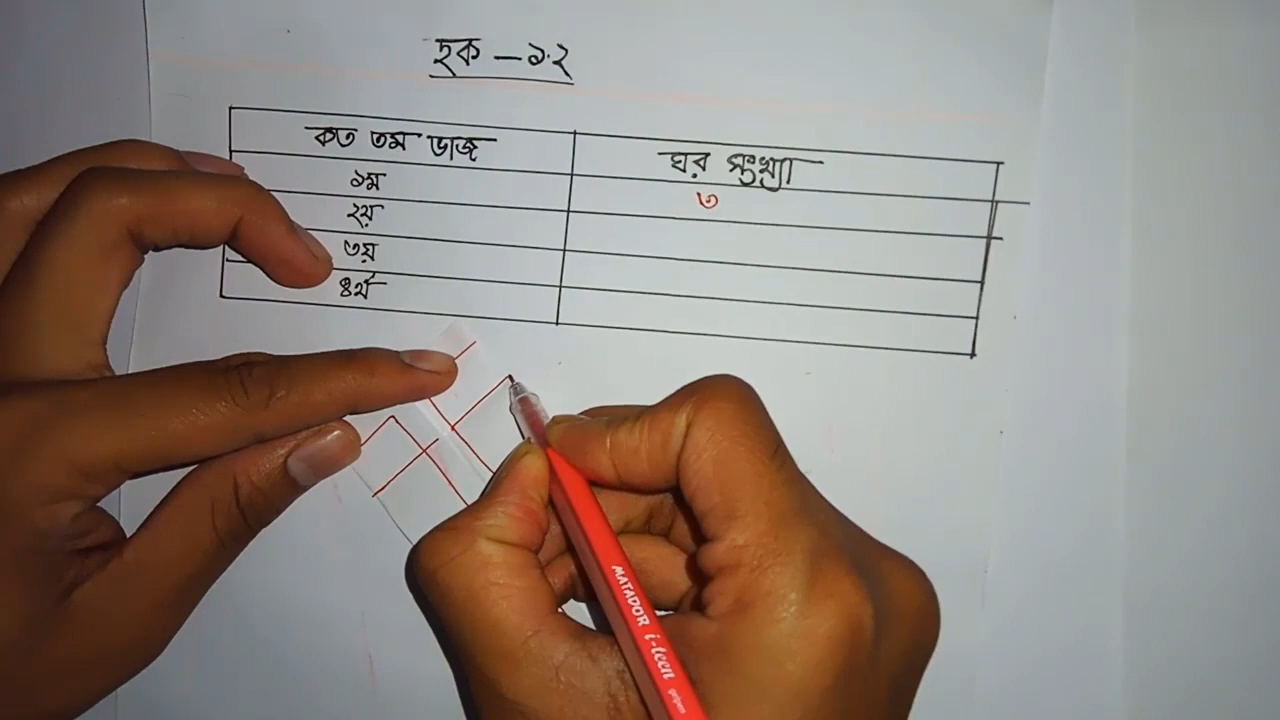 ছক – ১.২
কত তম ভাজ ঘর সংখ্যা
১ম ৩
২য়
৩য়
৪র্থ
MATADOR i-teen